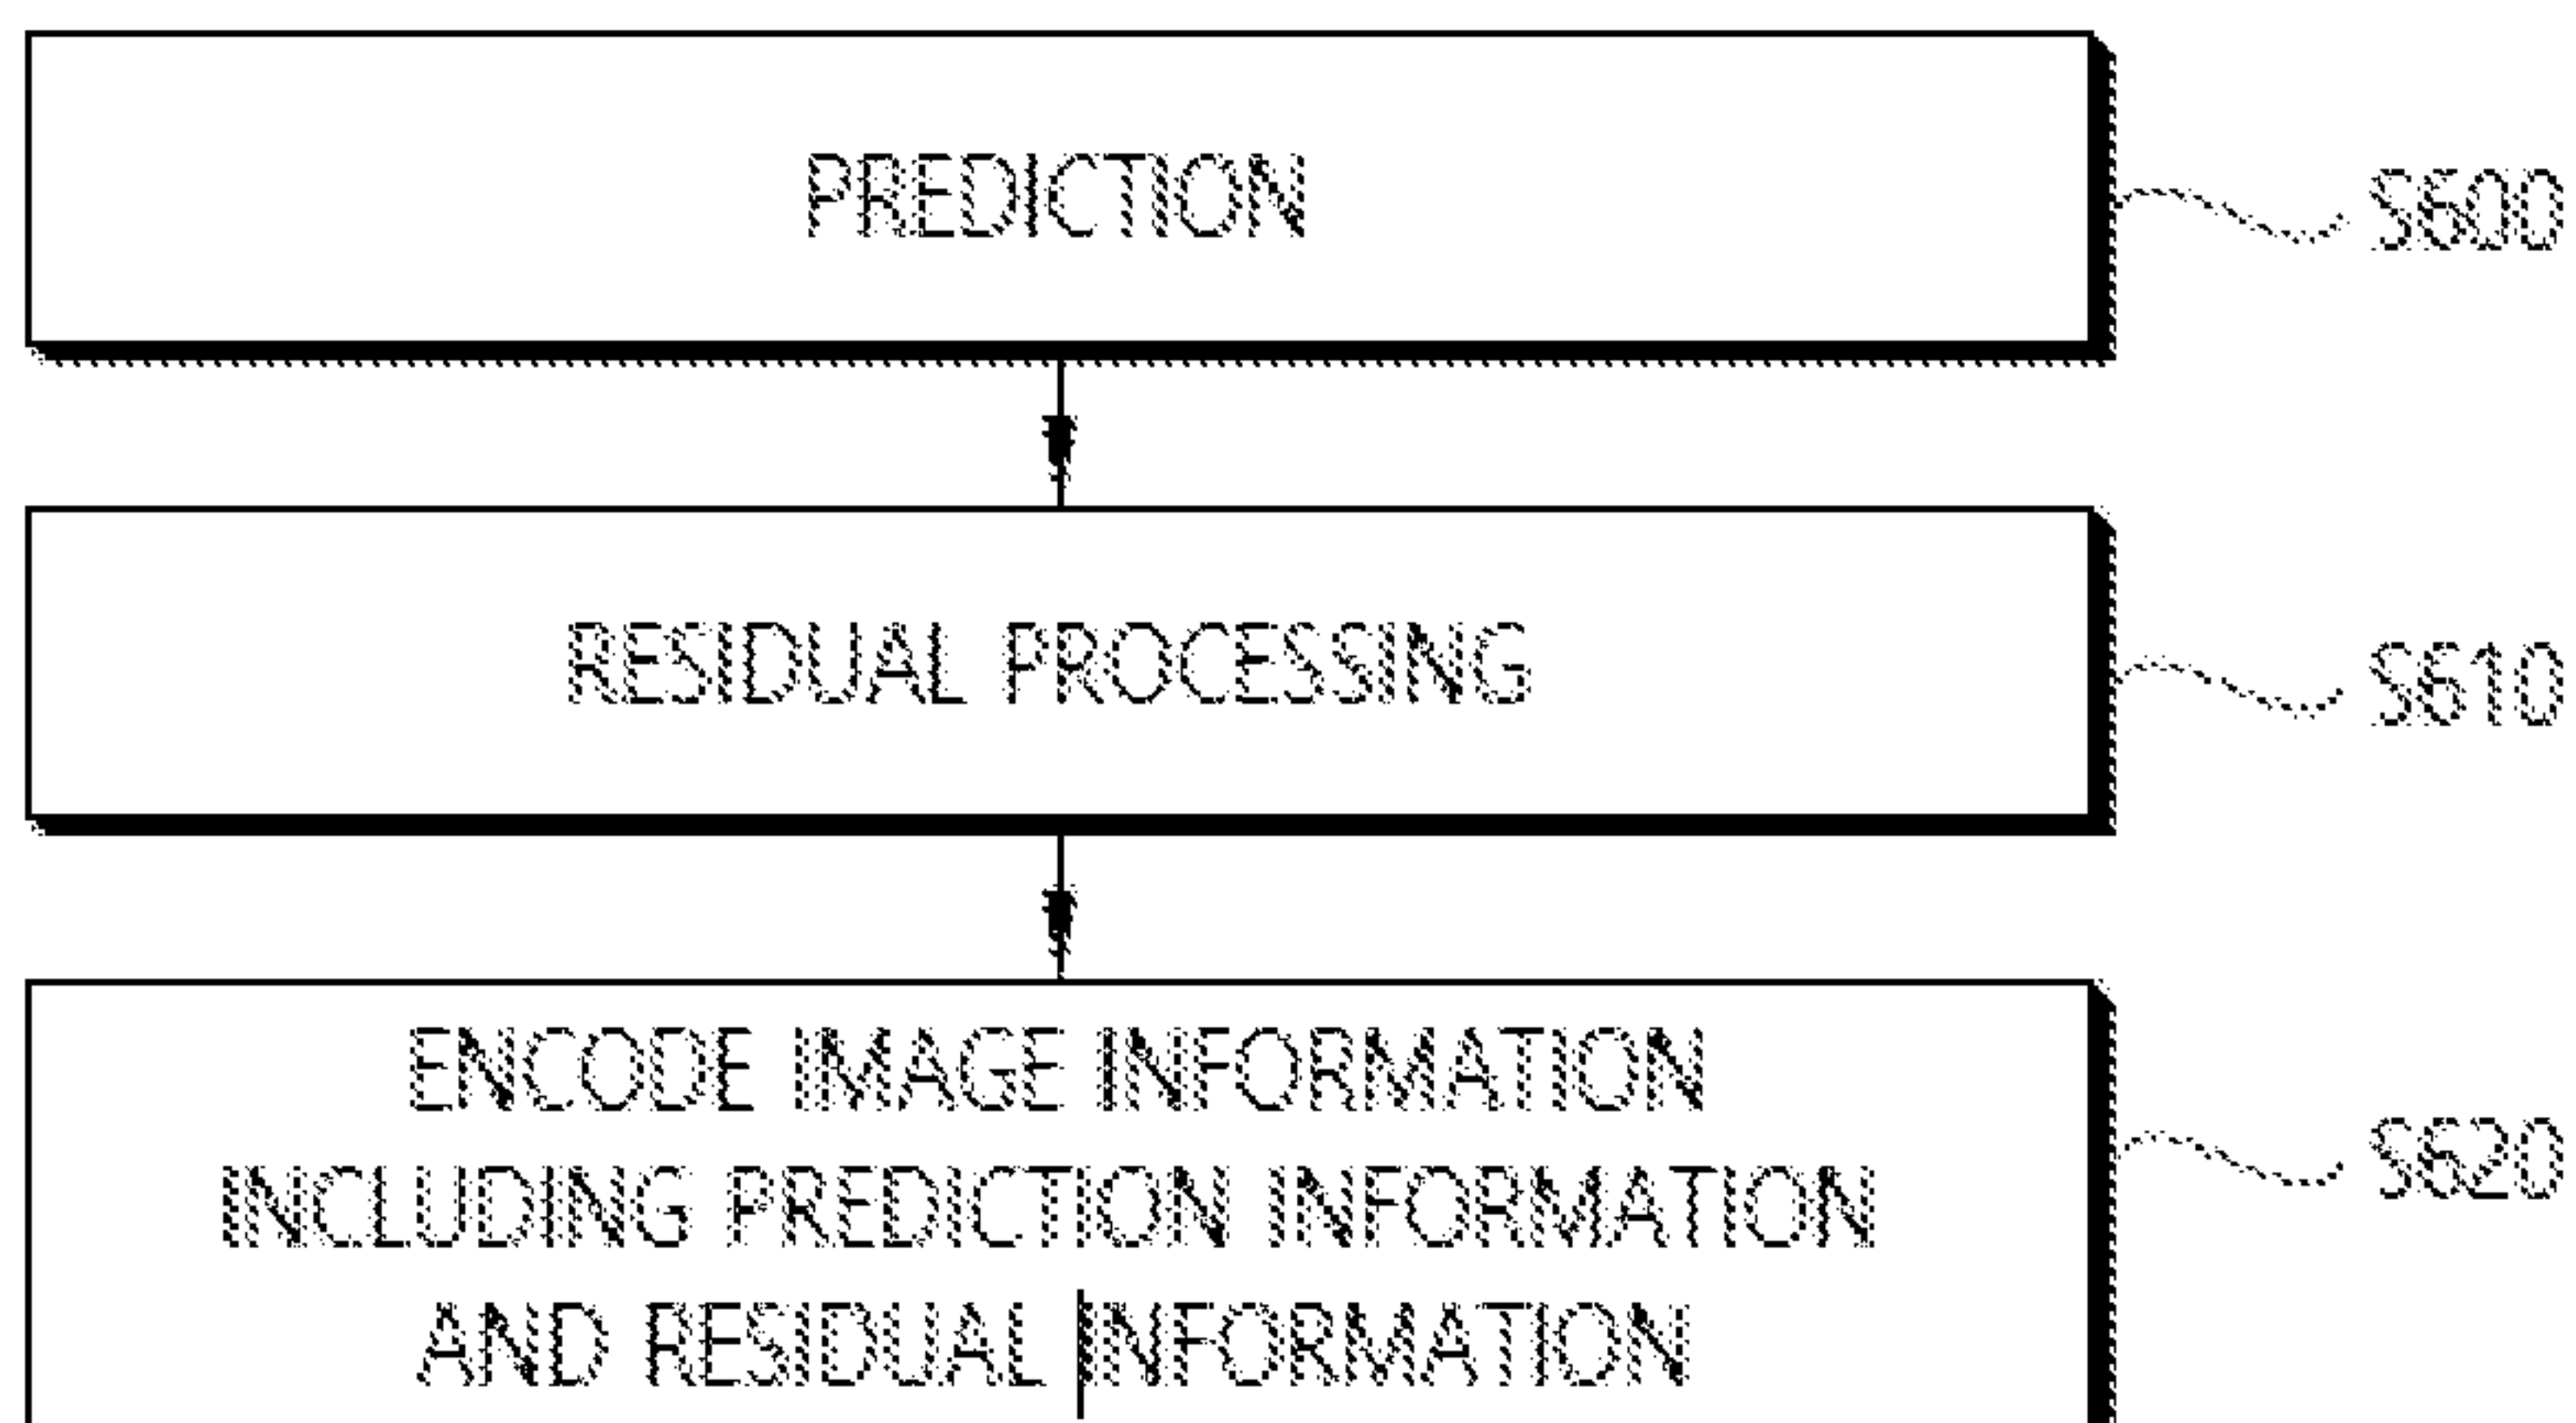 PREDICTION
S600
RESIDUAL PROCESSING
S610
ENCODE IMAGE INFORMATION
INCLUDING PREDICTION INFORMATION
AND RESIDUAL INFORMATION
S620